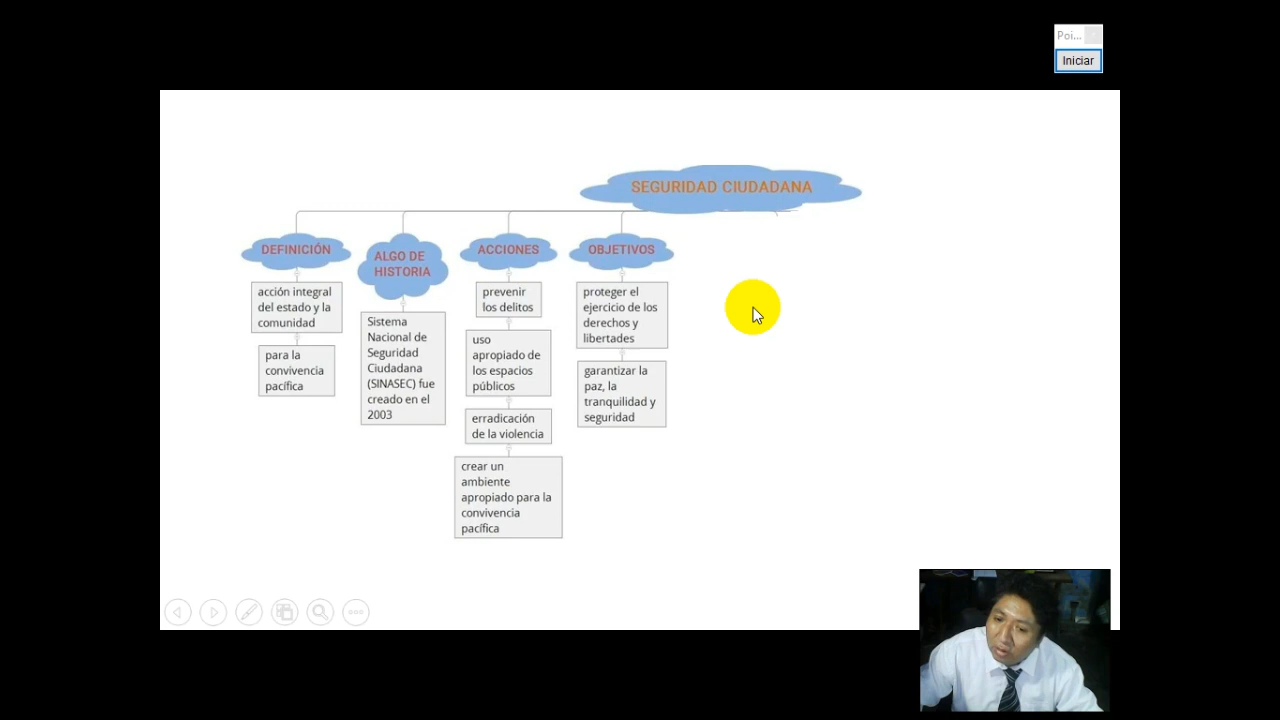 Poi...
Iniciar
SEGURIDAD CIUDADANA
DEFINICIÓN
acción integral
del estado y la
comunidad
para la
convivencia
pacífica
ALGO DE
HISTORIA
Sistema
Nacional de
Seguridad
Ciudadana
(SINASEC) fue
creado en el
2003
ACCIONES
prevenir
los delitos
uso
apropiado de
los espacios
públicos
erradicación
de la violencia
crear un
ambiente
apropiado para la
convivencia
pacífica
OBJETIVOS
proteger el
ejercicio de los
derechos y
libertades
garantizar la
paz, la
tranquilidad y
seguridad